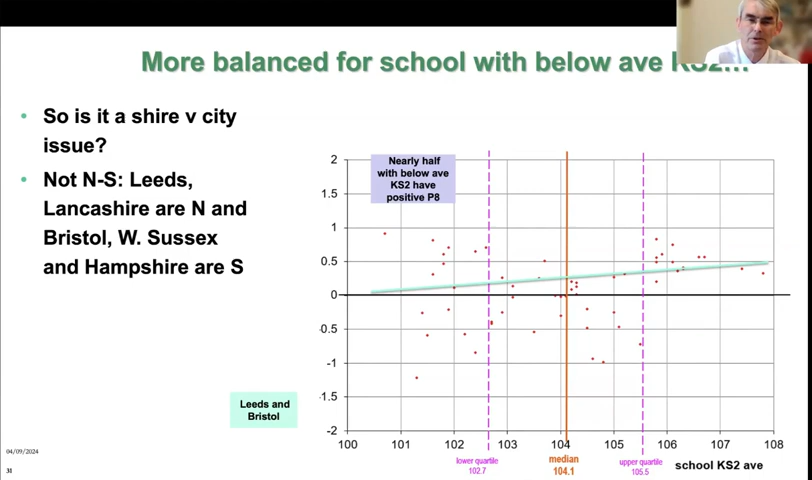 More balanced for school with below ave KS2...
• So is it a shire v city
issue?
• Not N-S: Leeds,
Lancashire are N and
Bristol, W. Sussex
and Hampshire are S
Nearly half
with below ave
KS2 have
positive P8
2
1.5
1
0.5
0
-0.5
-1
-1.5
-2
100 101 102 103 104 105 106 107 108
lower quartile
102.7
median
104.1
upper quartile
105.5
school KS2 ave
Leeds and
Bristol
04/09/2024
31